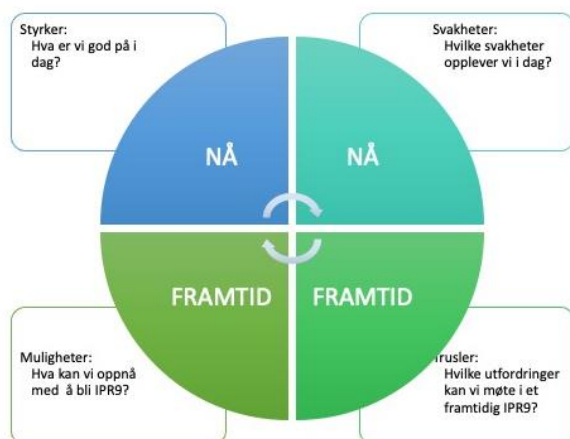 Styrker:
Hva er vi god på i
dag?
Svakheter:
Hvilke svakheter
opplever vi i dag?
NÅ
NÅ
FRAMTID
FRAMTID
Muligheter:
Hva kan vi oppnå
med å bli IPR9?
Trusler:
Hvilke utfordringer
kan vi møte i et
framtidig IPR9?